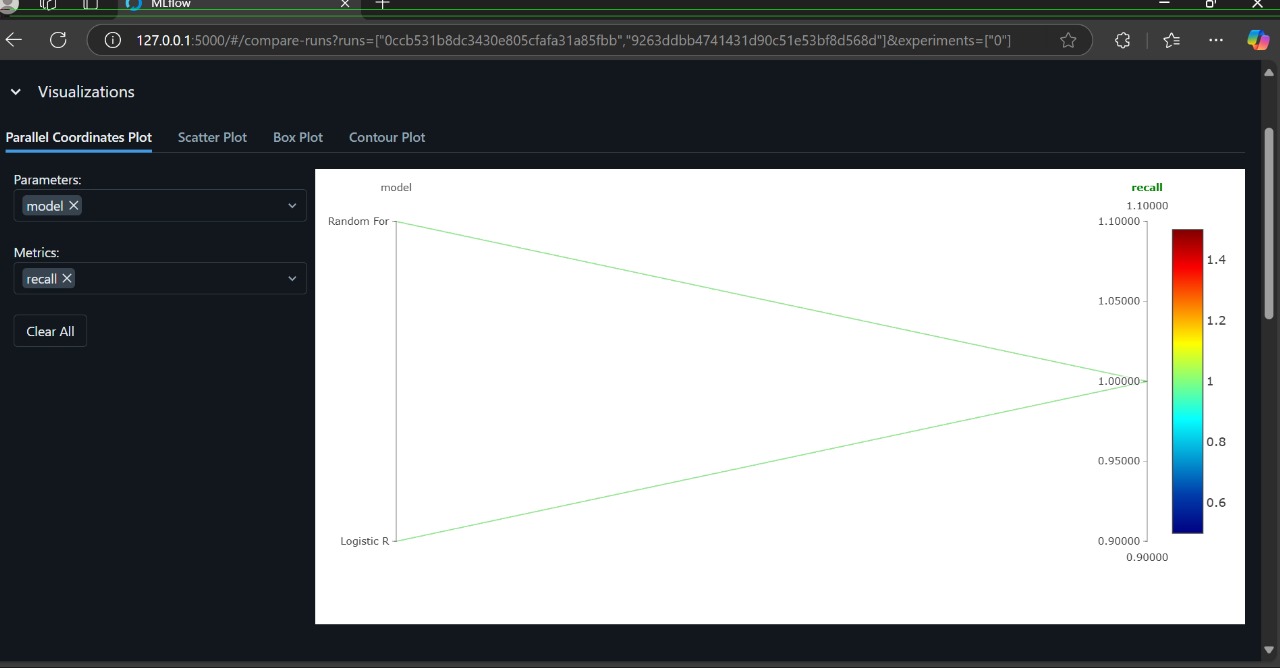 MLflow
127.0.0.1:5000/#/compare-runs?runs=["0ccb531b8dc3430e805cfafa31a85fbb","9263ddbb4741431d90c51e53bf8d568d"]&experiments=["0"]
Visualizations
Parallel Coordinates Plot Scatter Plot Box Plot Contour Plot
Parameters:
model
Metrics:
recall
Clear All
model
Random For
Logistic R
recall
1.10000
1.10000
1.05000
1.00000
0.95000
0.90000
0.90000
1.4
1.2
1
0.8
0.6